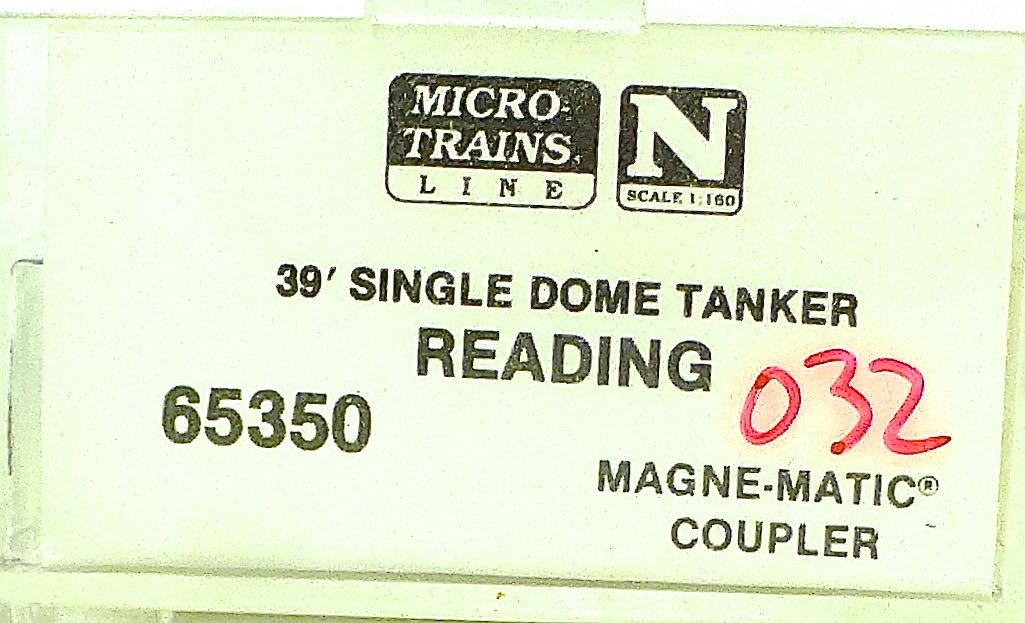 MICRO-
TRAINS
LINE
N
SCALE 1:160
39' SINGLE DOME TANKER
READING
032
65350
MAGNE-MATIC®
COUPLER